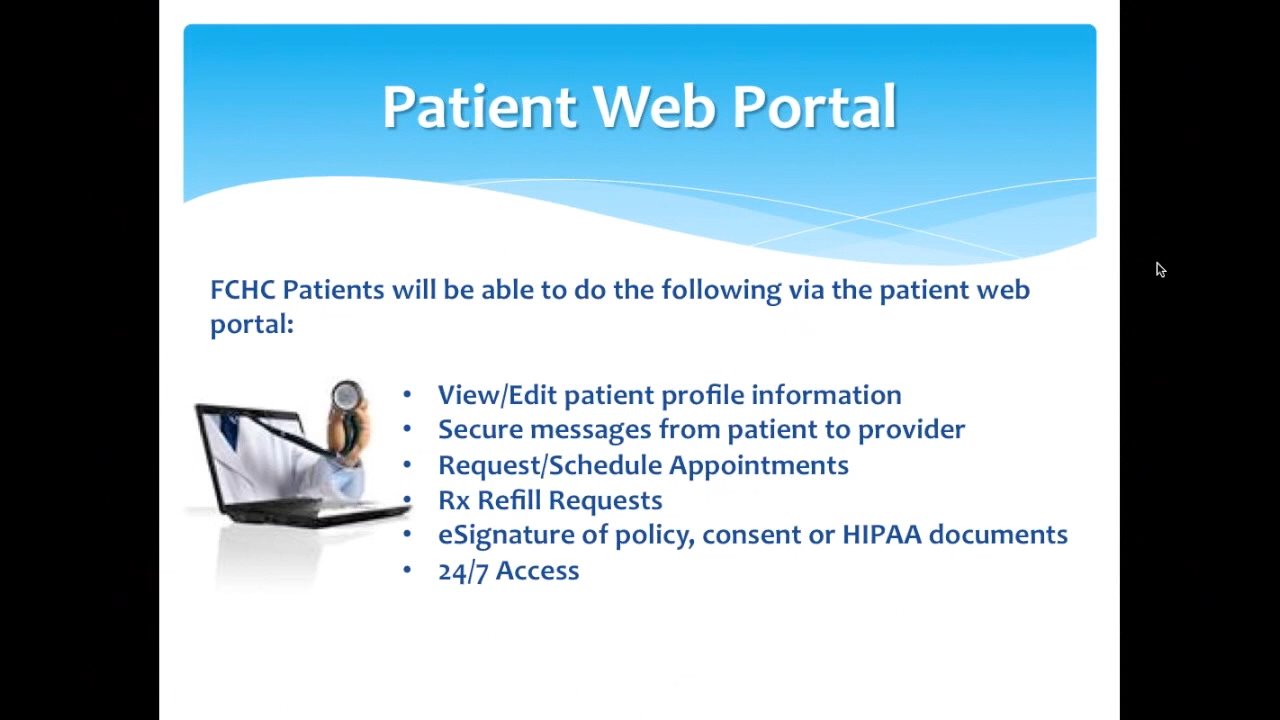 Patient Web Portal
FCHC Patients will be able to do the following via the patient web
portal:
• View/Edit patient profile information
• Secure messages from patient to provider
• Request/Schedule Appointments
• Rx Refill Requests
• eSignature of policy, consent or HIPAA documents
• 24/7 Access